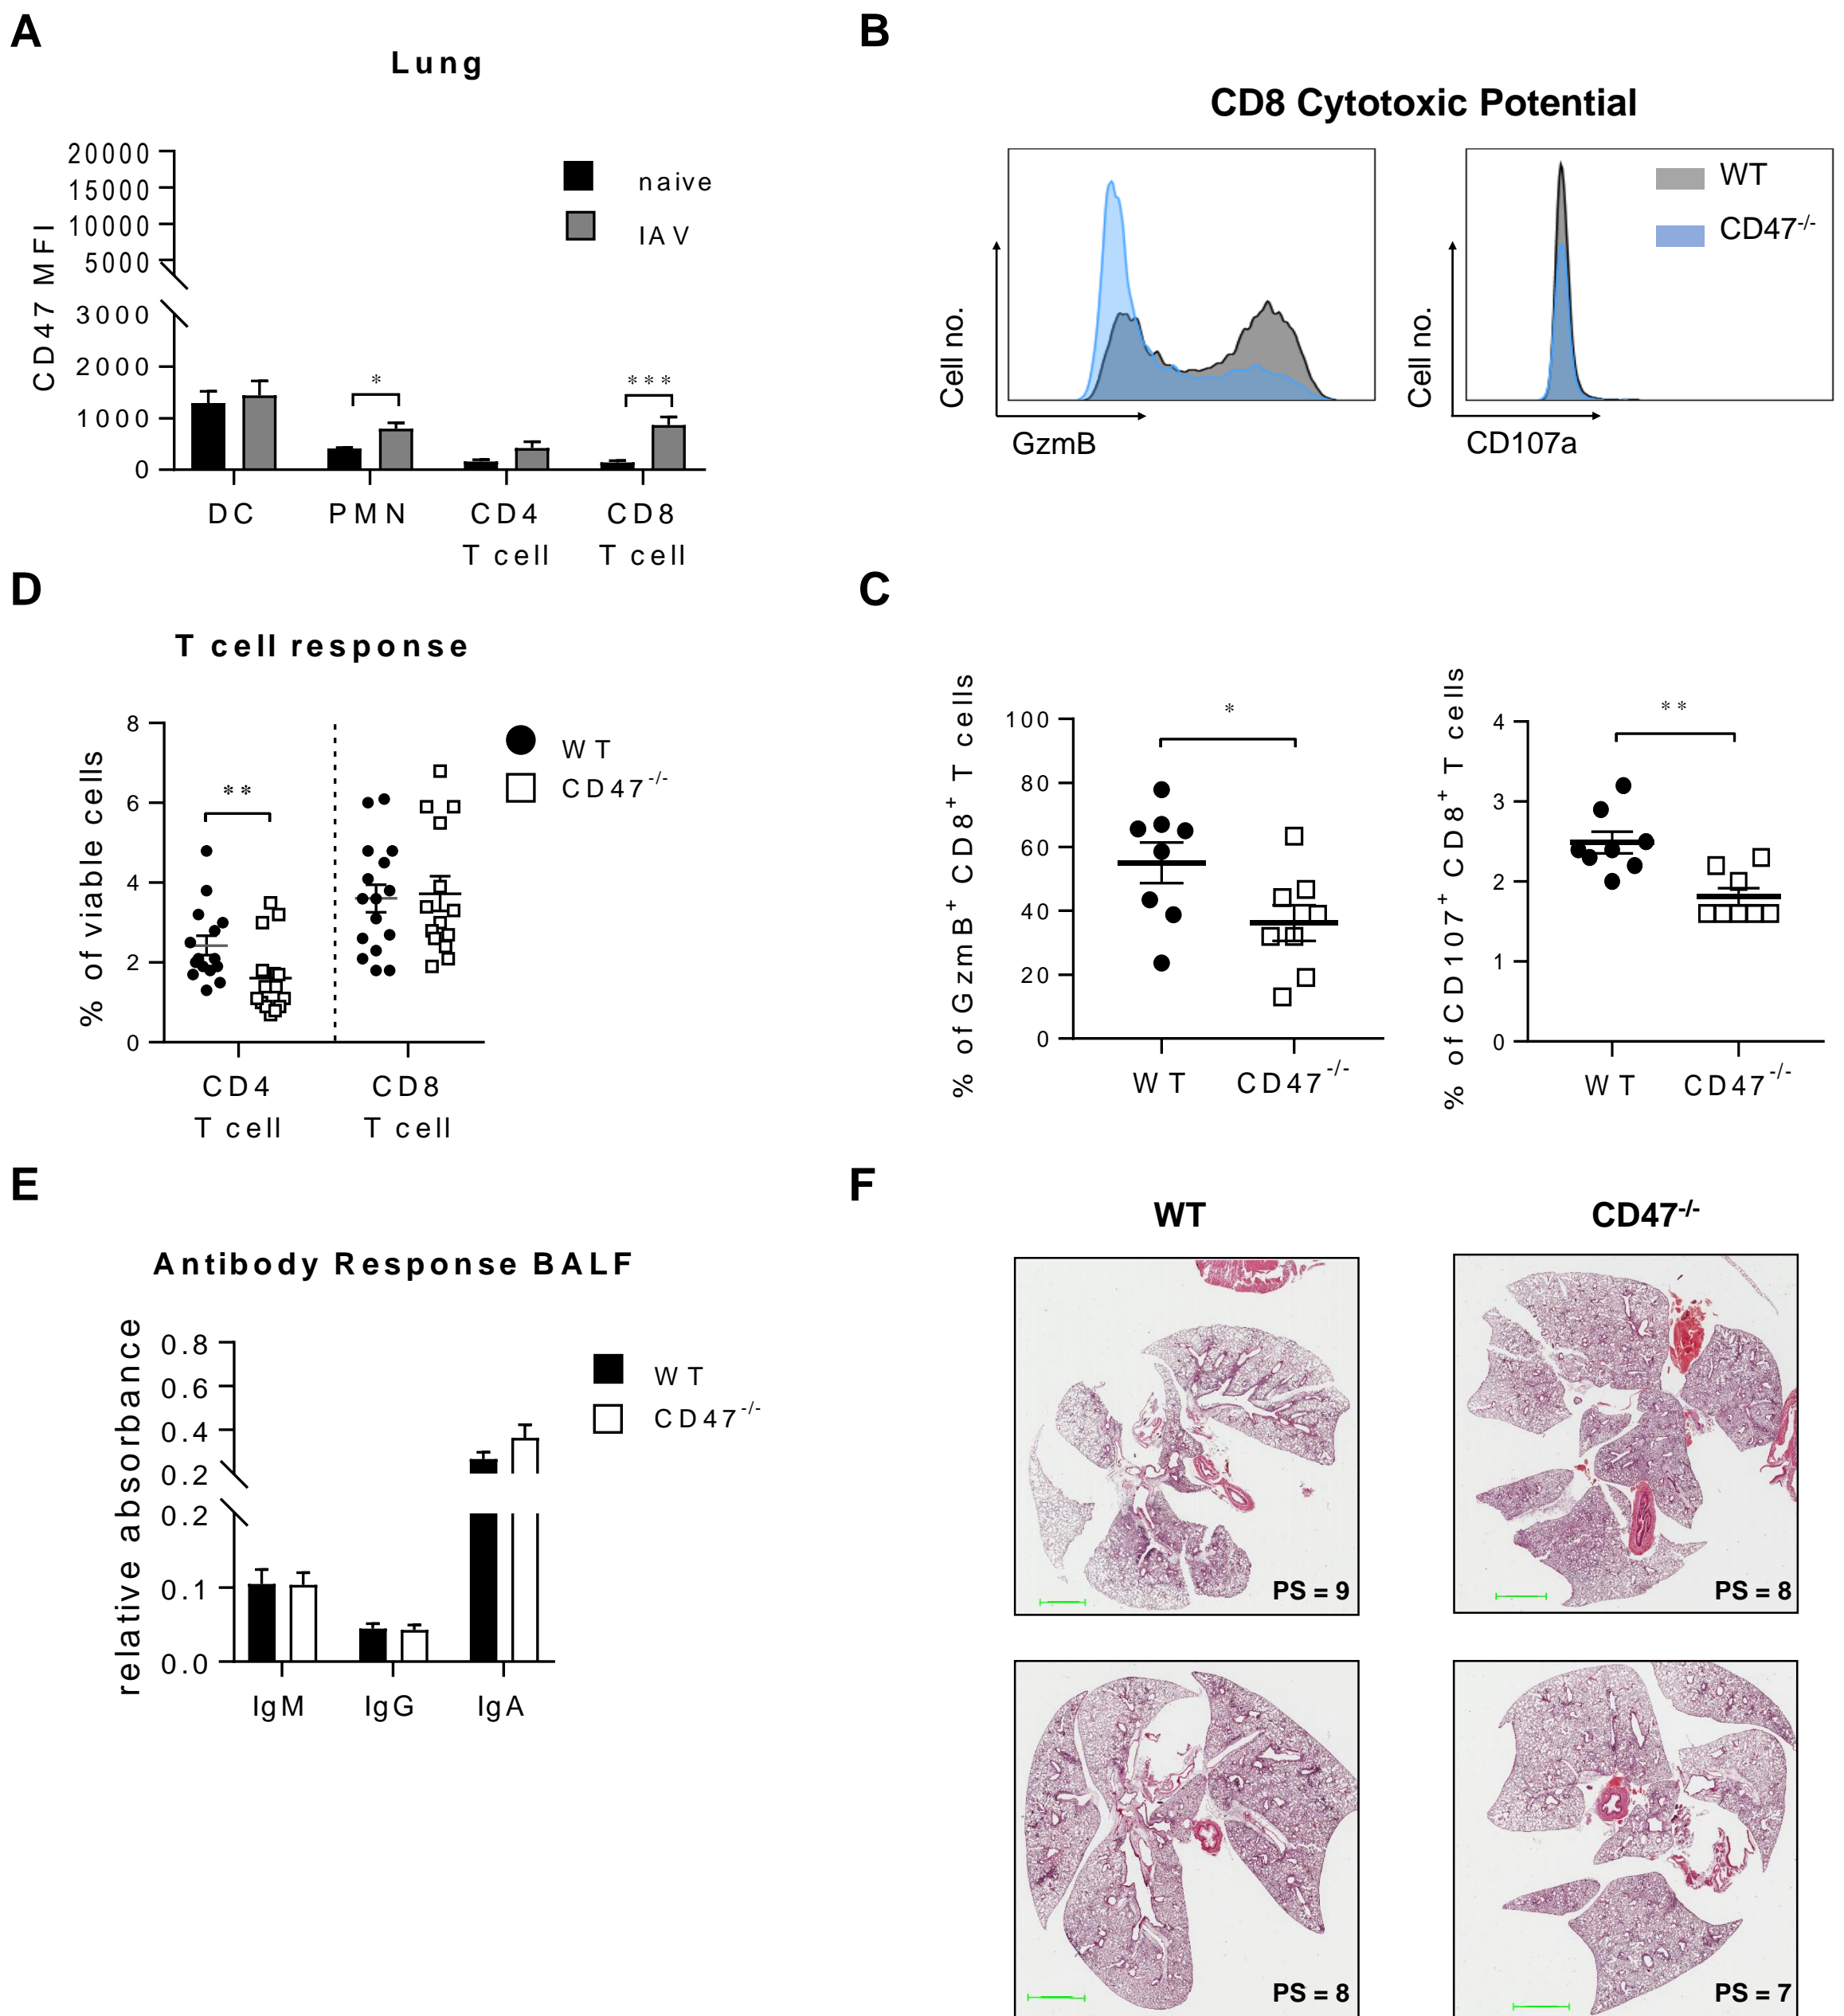 A
Lung
CD47 MFI
20000
15000
10000
5000
3000
2000
1000
0
naive
IAV
*
***
DC
PMN
CD4
T cell
CD8
T cell
B
CD8 Cytotoxic Potential
WT
CD47-/-
Cell no.
GzmB
Cell no.
CD107a
D
T cell response
% of viable cells
8
6
4
2
0
**
WT
CD47-/-
CD4
T cell
CD8
T cell
C
% of GzmB+ CD8+ T cells
100
80
60
40
20
0
*
WT
CD47-/-
% of CD107+ CD8+ T cells
4
3
2
1
0
**
WT
CD47-/-
E
Antibody Response BALF
relative absorbance
0.8
0.6
0.4
0.2
0.2
0.1
0.0
WT
CD47-/-
IgM
IgG
IgA
F
WT
CD47-/-
PS = 9
PS = 8
PS = 8
PS = 7